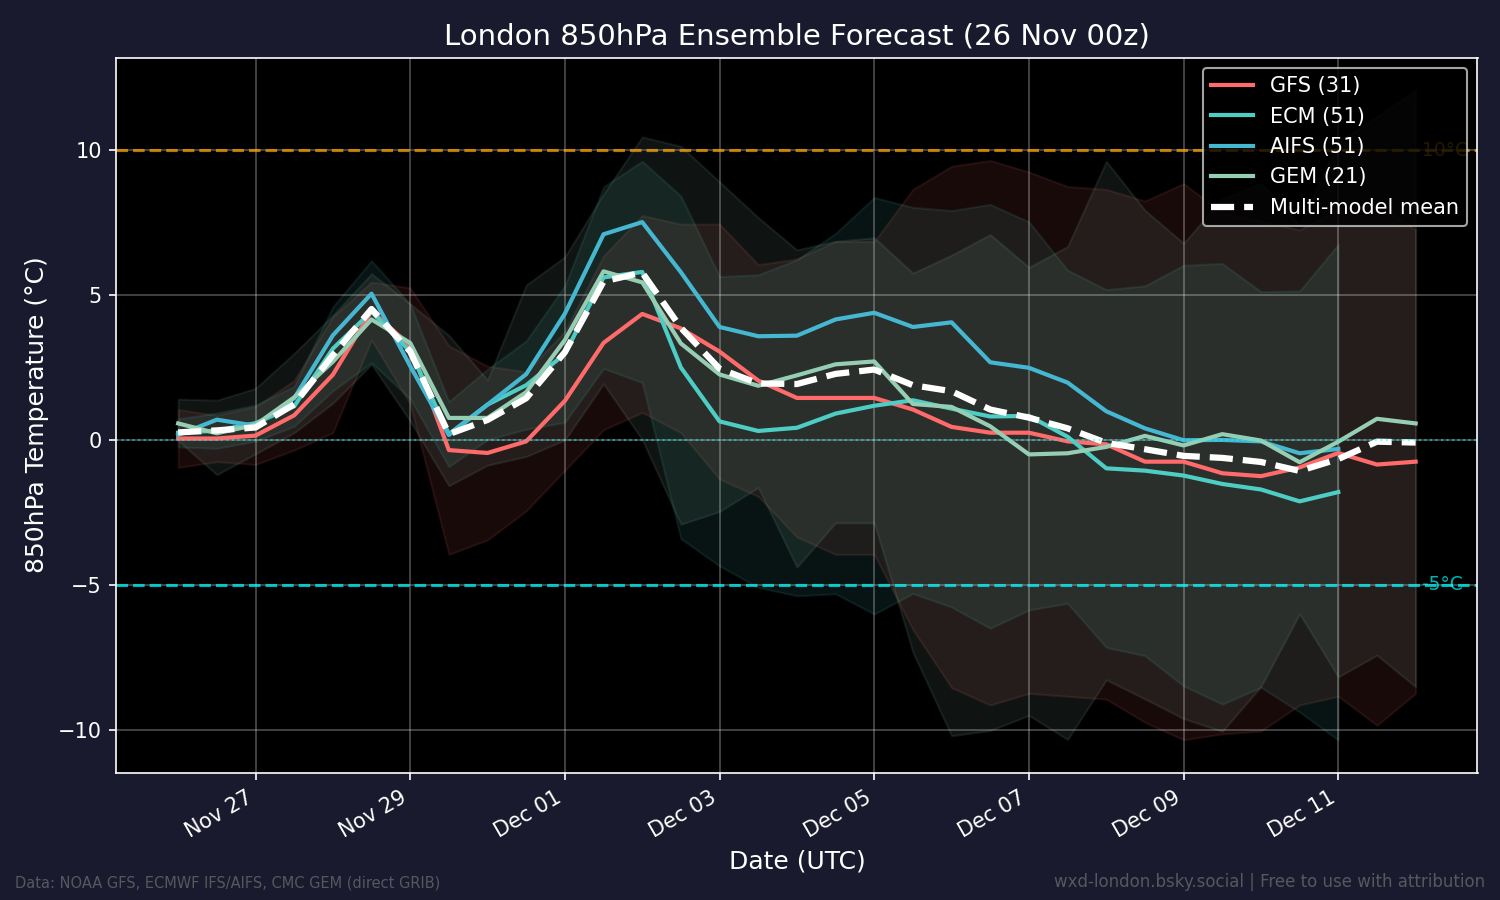 London 850hPa Ensemble Forecast (26 Nov 00z)
GFS (31)
ECM (51)
AIFS (51)
GEM (21)
Multi-model mean
10°C
-5°C
850hPa Temperature (°C)
10
5
0
−5
−10
Nov 27
Nov 29
Dec 01
Dec 03
Dec 05
Dec 07
Dec 09
Dec 11
Date (UTC)
Data: NOAA GFS, ECMWF IFS/AIFS, CMC GEM (direct GRIB)
wxd-london.bsky.social | Free to use with attribution